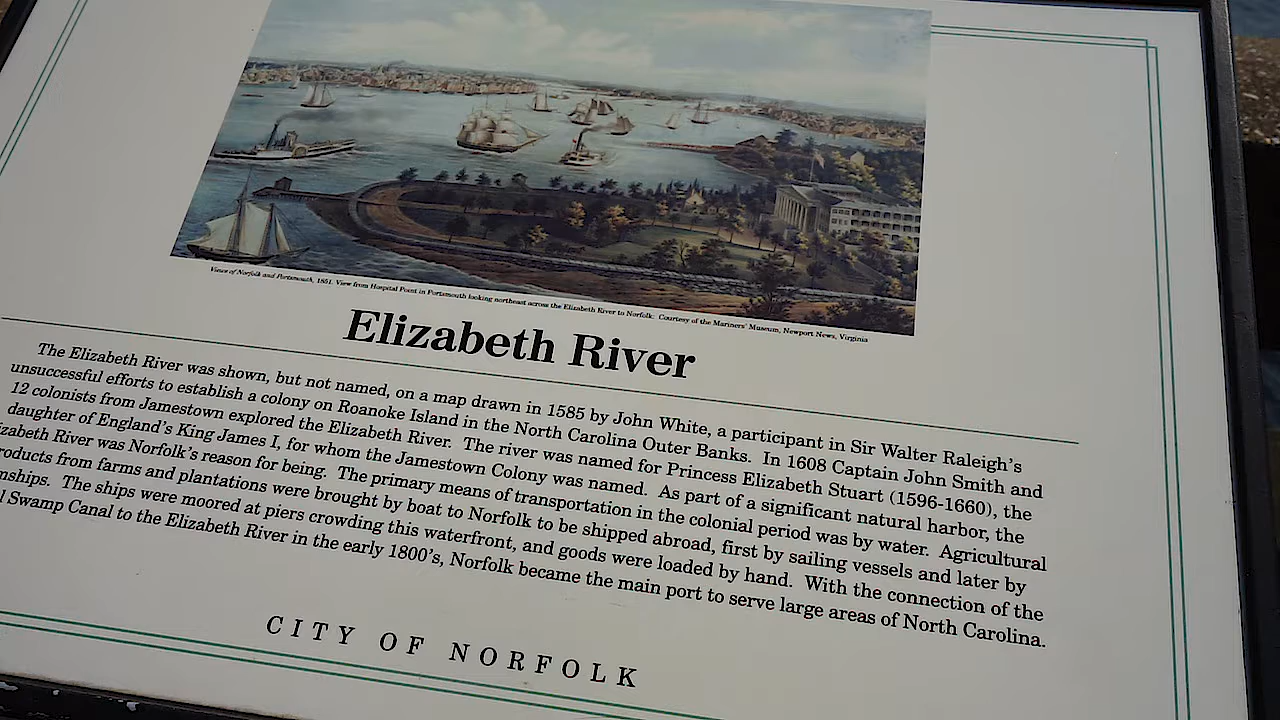 Views of Norfolk and Portsmouth, 1851. View from Hospital Point in Portsmouth looking northeast across the Elizabeth River to Norfolk. Courtesy of the Mariners' Museum, Newport News, Virginia
Elizabeth River
The Elizabeth River was shown, but not named, on a map drawn in 1585 by John White, a participant in Sir Walter Raleigh's
unsuccessful efforts to establish a colony on Roanoke Island in the North Carolina Outer Banks. In 1608 Captain John Smith and
12 colonists from Jamestown explored the Elizabeth River. The river was named for Princess Elizabeth Stuart (1596-1660), the
daughter of England's King James I, for whom the Jamestown Colony was named. As part of a significant natural harbor, the
River was Norfolk's reason for being. The primary means of transportation in the colonial period was by water. Agricultural
from farms and plantations were brought by boat to Norfolk to be shipped abroad, first by sailing vessels and later by
The ships were moored at piers crowding this waterfront, and goods were loaded by hand. With the connection of the
Swamp Canal to the Elizabeth River in the early 1800's, Norfolk became the main port to serve large areas of North Carolina.
CITY OF NORFOLK